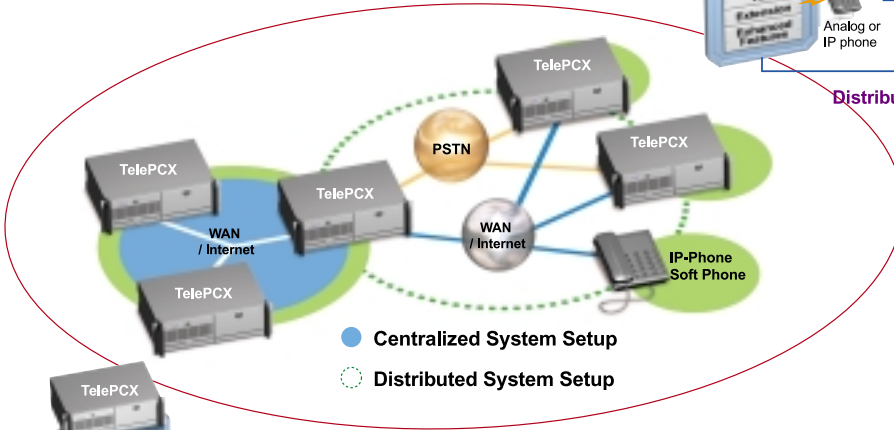 Extension
Enhanced
Features
Analog or
IP phone
Distribu
TelePCX
PSTN
TelePCX
TelePCX
TelePCX
WAN
/ Internet
WAN
/ Internet
IP-Phone
Soft Phone
TelePCX
Centralized System Setup
Distributed System Setup
TelePCX